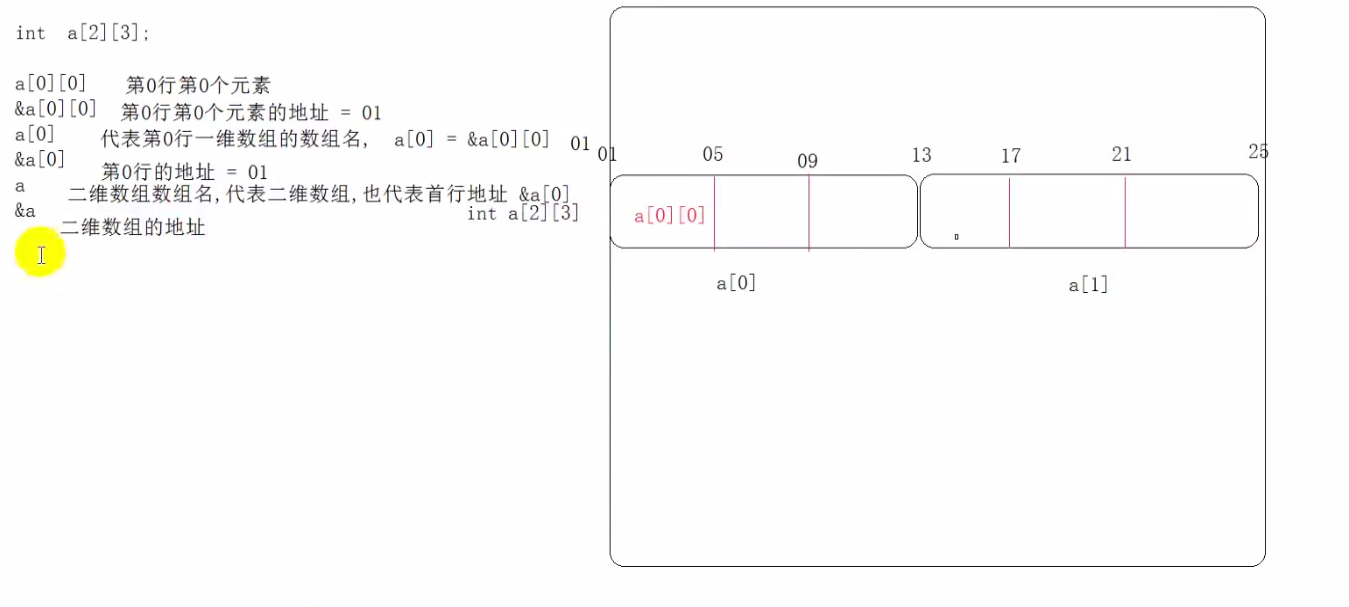 int a[2][3];
a[0][0] 第0行第0个元素
&a[0][0] 第0行第0个元素的地址 = 01
a[0] 代表第0行一维数组的数组名, a[0] = &a[0][0] 01
&a[0] 第0行的地址 = 01
a 二维数组数组名,代表二维数组,也代表首行地址 &a[0]
&a 二维数组的地址
int a[2][3]
01 05 09 13 17 21 25
a[0][0]
a[0] a[1]